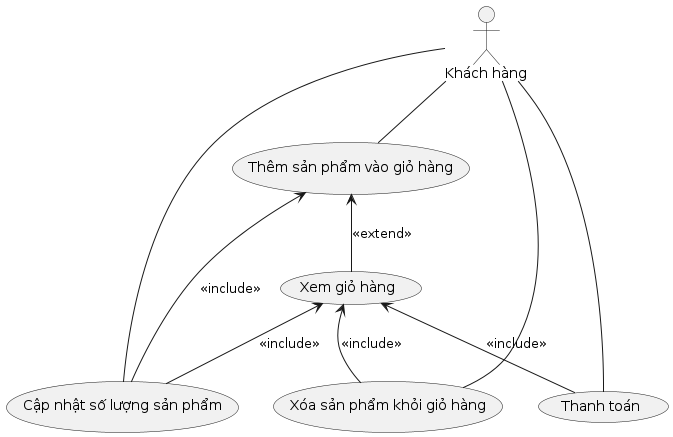 Khách hàng
Thêm sản phẩm vào giỏ hàng
«extend»
«include»
Xem giỏ hàng
«include»
«include»
«include»
Cập nhật số lượng sản phẩm
Xóa sản phẩm khỏi giỏ hàng
Thanh toán